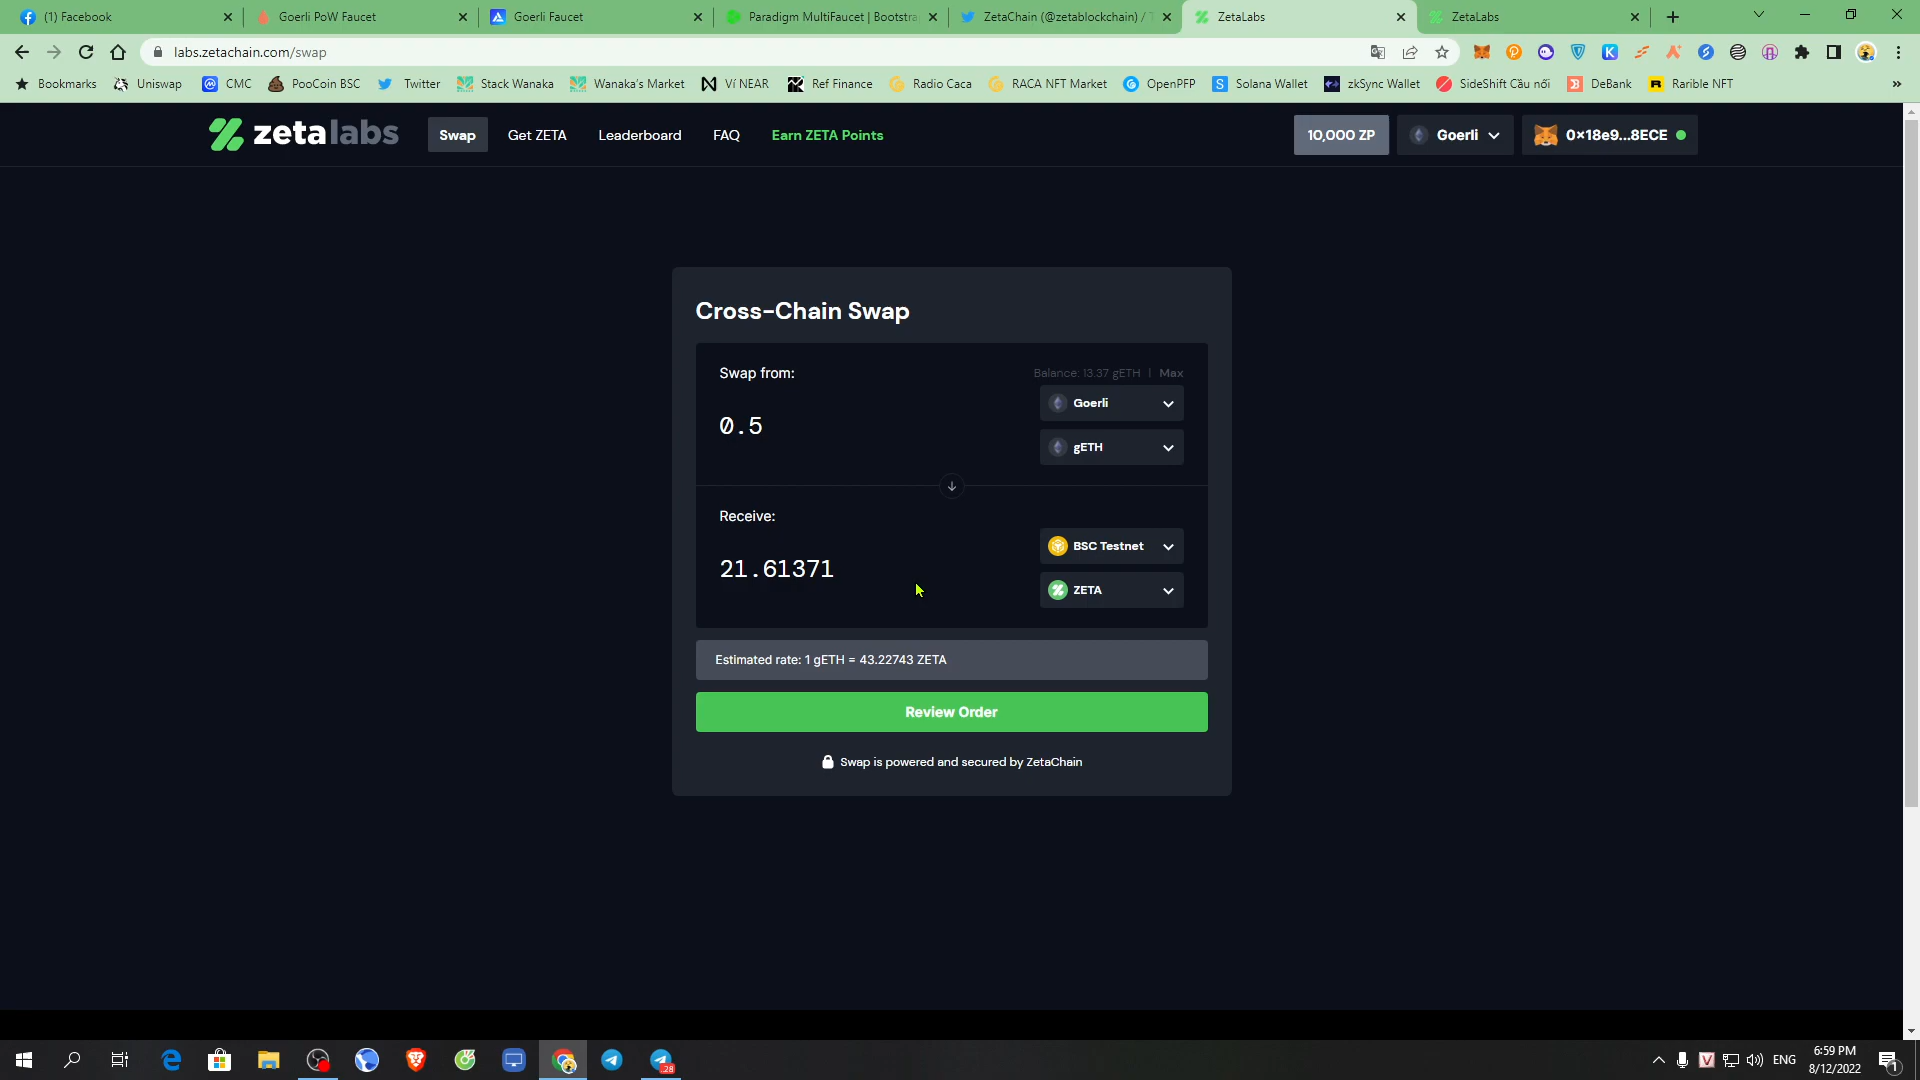 (1) Facebook
Goerli PoW Faucet
Goerli Faucet
Paradigm MultiFaucet | Bootstra
ZetaChain (@zetablockchain) / T
ZetaLabs
ZetaLabs
labs.zetachain.com/swap
Bookmarks
Uniswap
CMC
PooCoin BSC
Twitter
Stack Wanaka
Wanaka's Market
Ví NEAR
Ref Finance
Radio Caca
RACA NFT Market
OpenPFP
Solana Wallet
zkSync Wallet
SideShift Cầu nối
DeBank
Rarible NFT
zetalabs
Swap
Get ZETA
Leaderboard
FAQ
Earn ZETA Points
10,000 ZP
Goerli
0x18e9...8ECE
Cross-Chain Swap
Swap from:
Balance: 13.37 gETH | Max
Goerli
0.5
gETH
Receive:
BSC Testnet
21.61371
ZETA
Estimated rate: 1 gETH = 43.22743 ZETA
Review Order
Swap is powered and secured by ZetaChain
.28
ENG
6:59 PM
8/12/2022
1